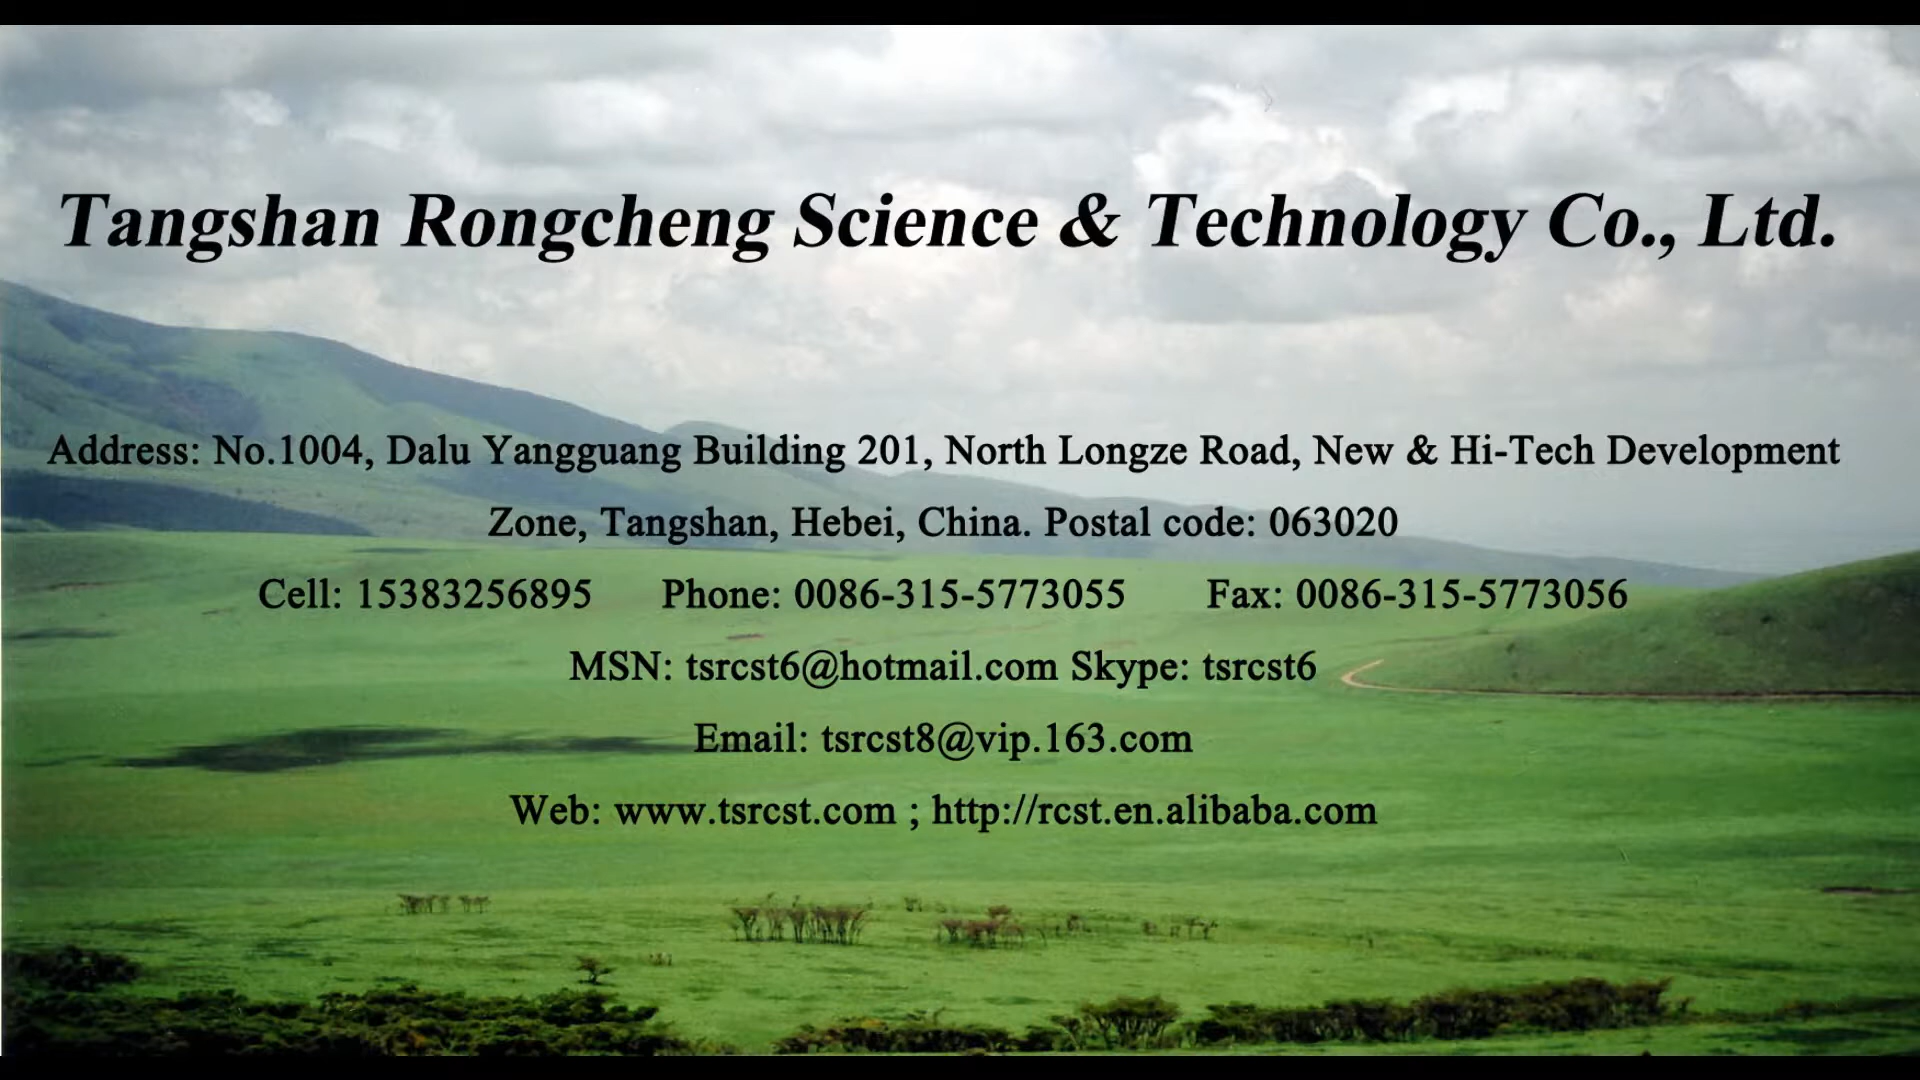 Tangshan Rongcheng Science & Technology Co., Ltd.
Address: No.1004, Dalu Yangguang Building 201, North Longze Road, New & Hi-Tech Development
Zone, Tangshan, Hebei, China. Postal code: 063020
Cell: 15383256895 Phone: 0086-315-5773055 Fax: 0086-315-5773056
MSN: tsrcst6@hotmail.com Skype: tsrcst6
Email: tsrcst8@vip.163.com
Web: www.tsrcst.com ; http://rcst.en.alibaba.com